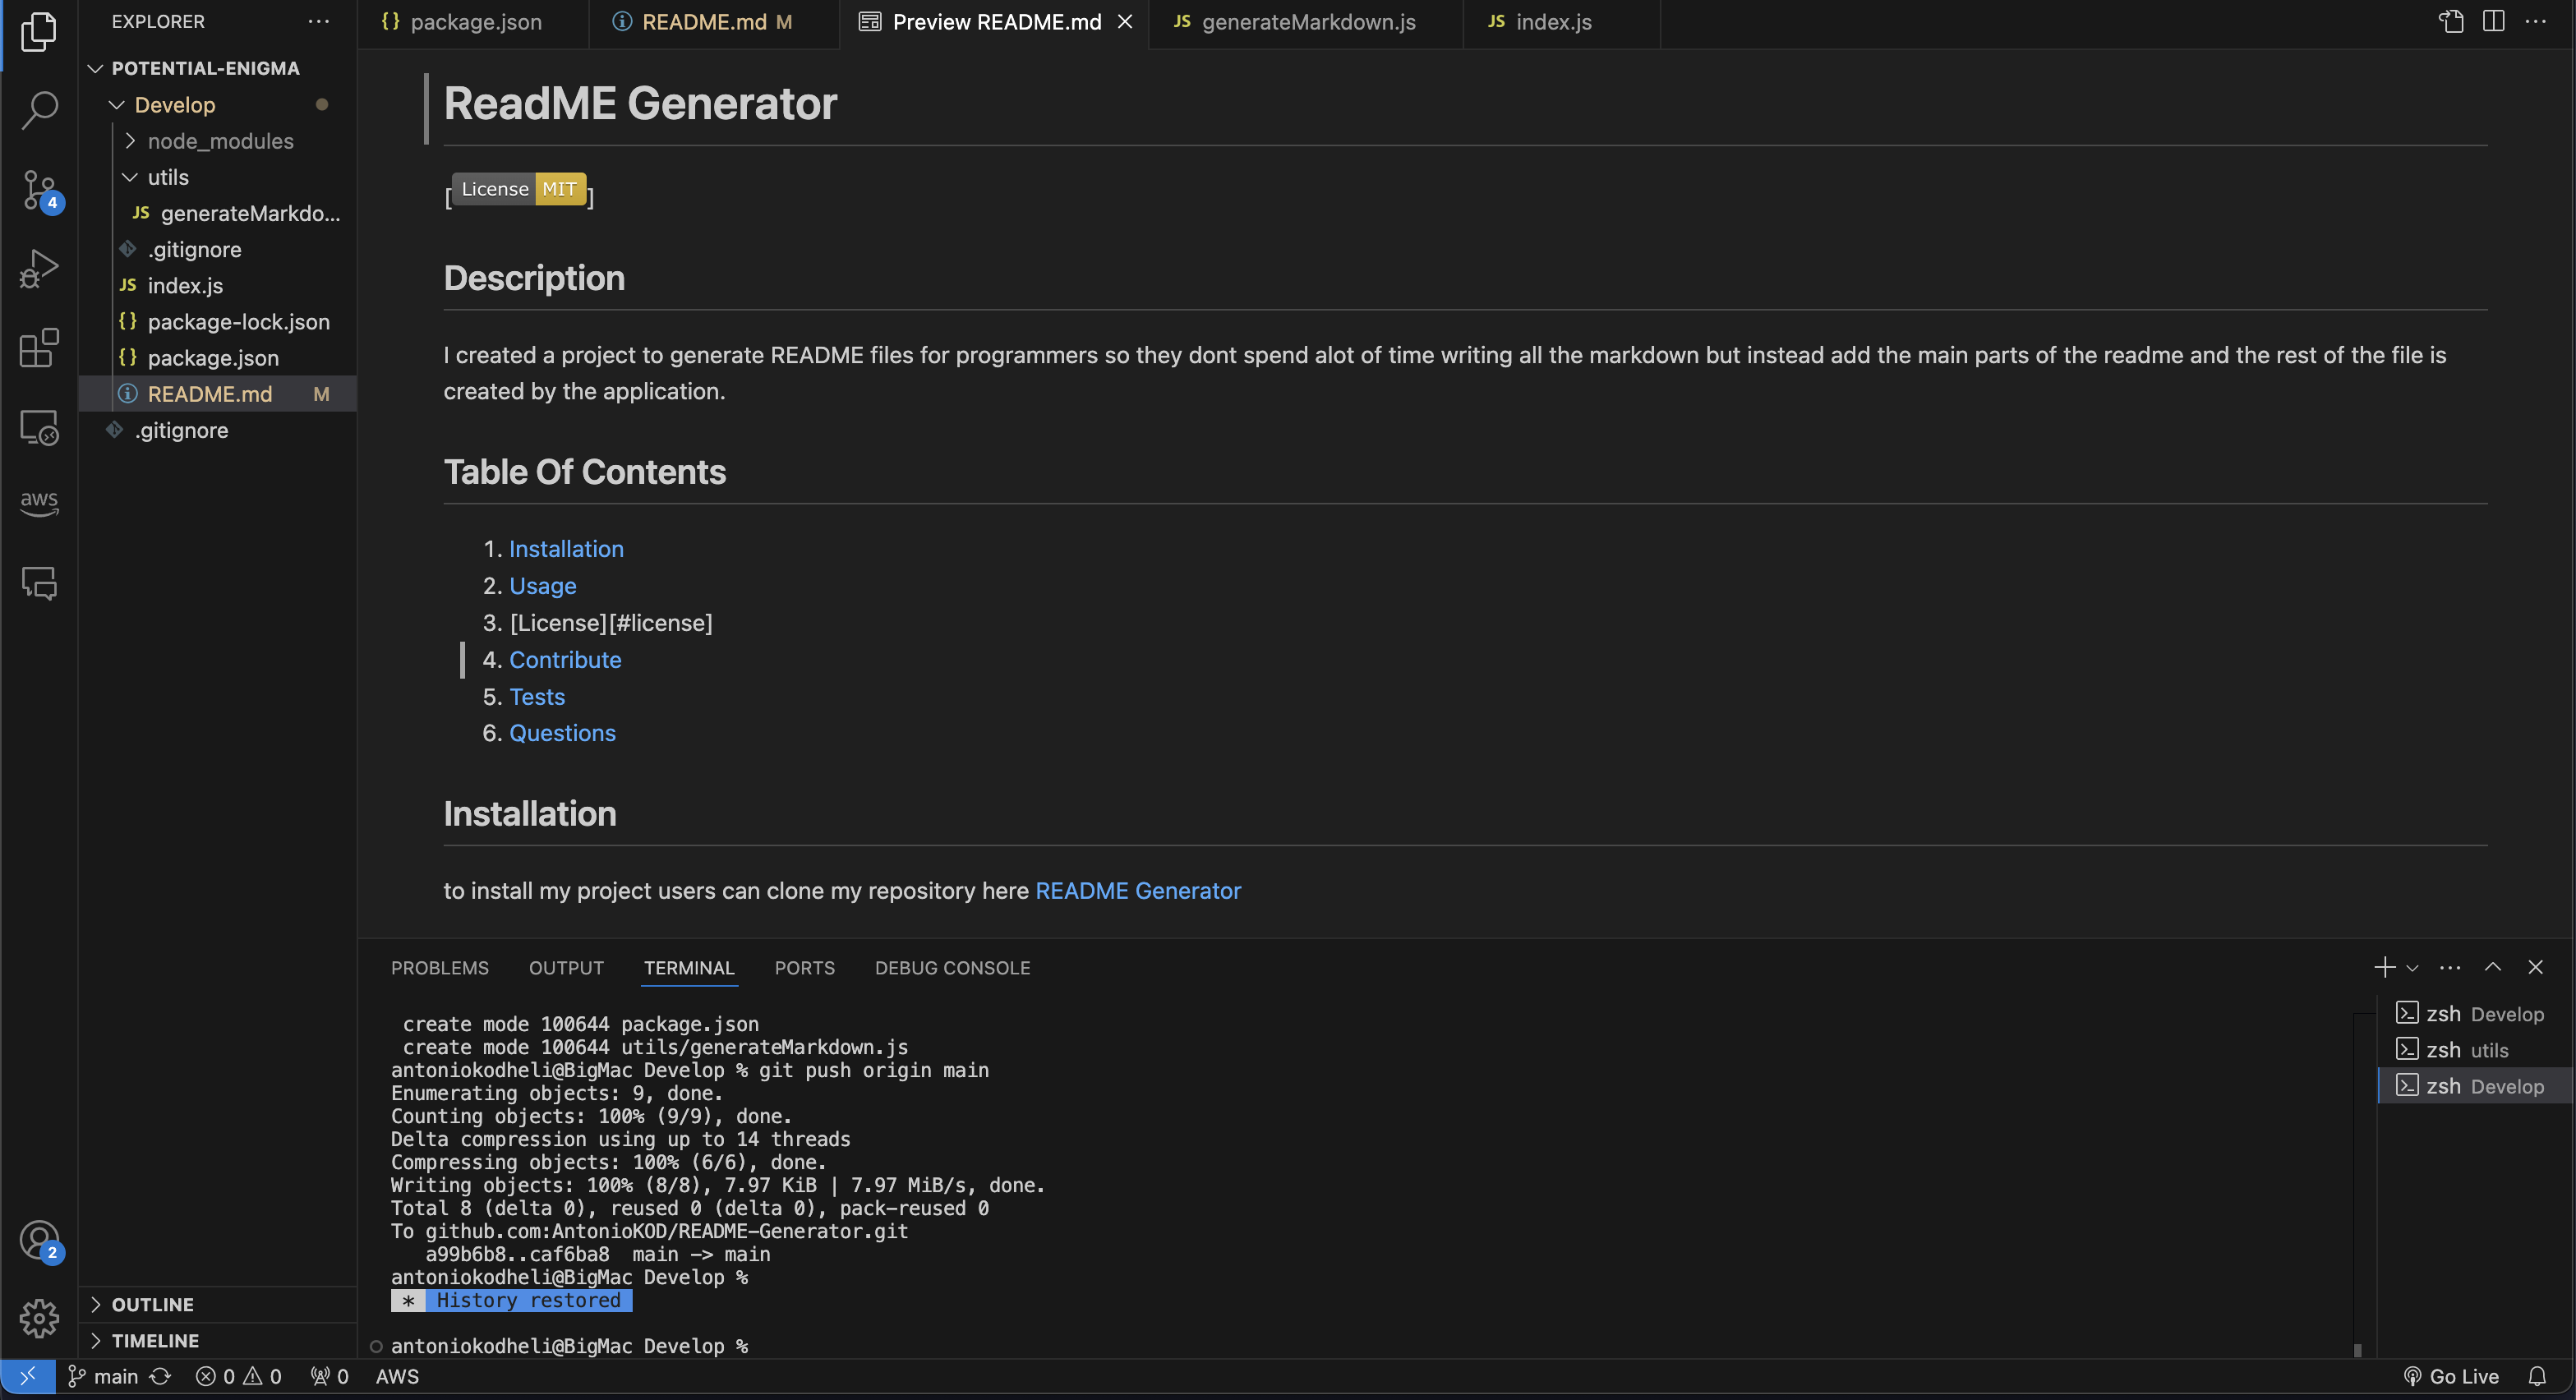 EXPLORER
POTENTIAL-ENIGMA
Develop
node_modules
utils
JS generateMarkdo...
.gitignore
JS index.js
{} package-lock.json
{} package.json
README.md M
.gitignore
4
aws
2
OUTLINE
TIMELINE
{} package.json
README.md M
Preview README.md
JS generateMarkdown.js
JS index.js
ReadME Generator
[License MIT]
Description
I created a project to generate README files for programmers so they dont spend alot of time writing all the markdown but instead add the main parts of the readme and the rest of the file is
created by the application.
Table Of Contents
1. Installation
2. Usage
3. [License][#license]
4. Contribute
5. Tests
6. Questions
Installation
to install my project users can clone my repository here README Generator
PROBLEMS OUTPUT TERMINAL PORTS DEBUG CONSOLE
create mode 100644 package.json
create mode 100644 utils/generateMarkdown.js
antoniokodheli@BigMac Develop % git push origin main
Enumerating objects: 9, done.
Counting objects: 100% (9/9), done.
Delta compression using up to 14 threads
Compressing objects: 100% (6/6), done.
Writing objects: 100% (8/8), 7.97 KiB | 7.97 MiB/s, done.
Total 8 (delta 0), reused 0 (delta 0), pack-reused 0
To github.com:AntonioKOD/README-Generator.git
a99b6b8..caf6ba8 main -> main
antoniokodheli@BigMac Develop %
* History restored
antoniokodheli@BigMac Develop %
zsh Develop
zsh utils
zsh Develop
main 0 0 0 AWS
Go Live